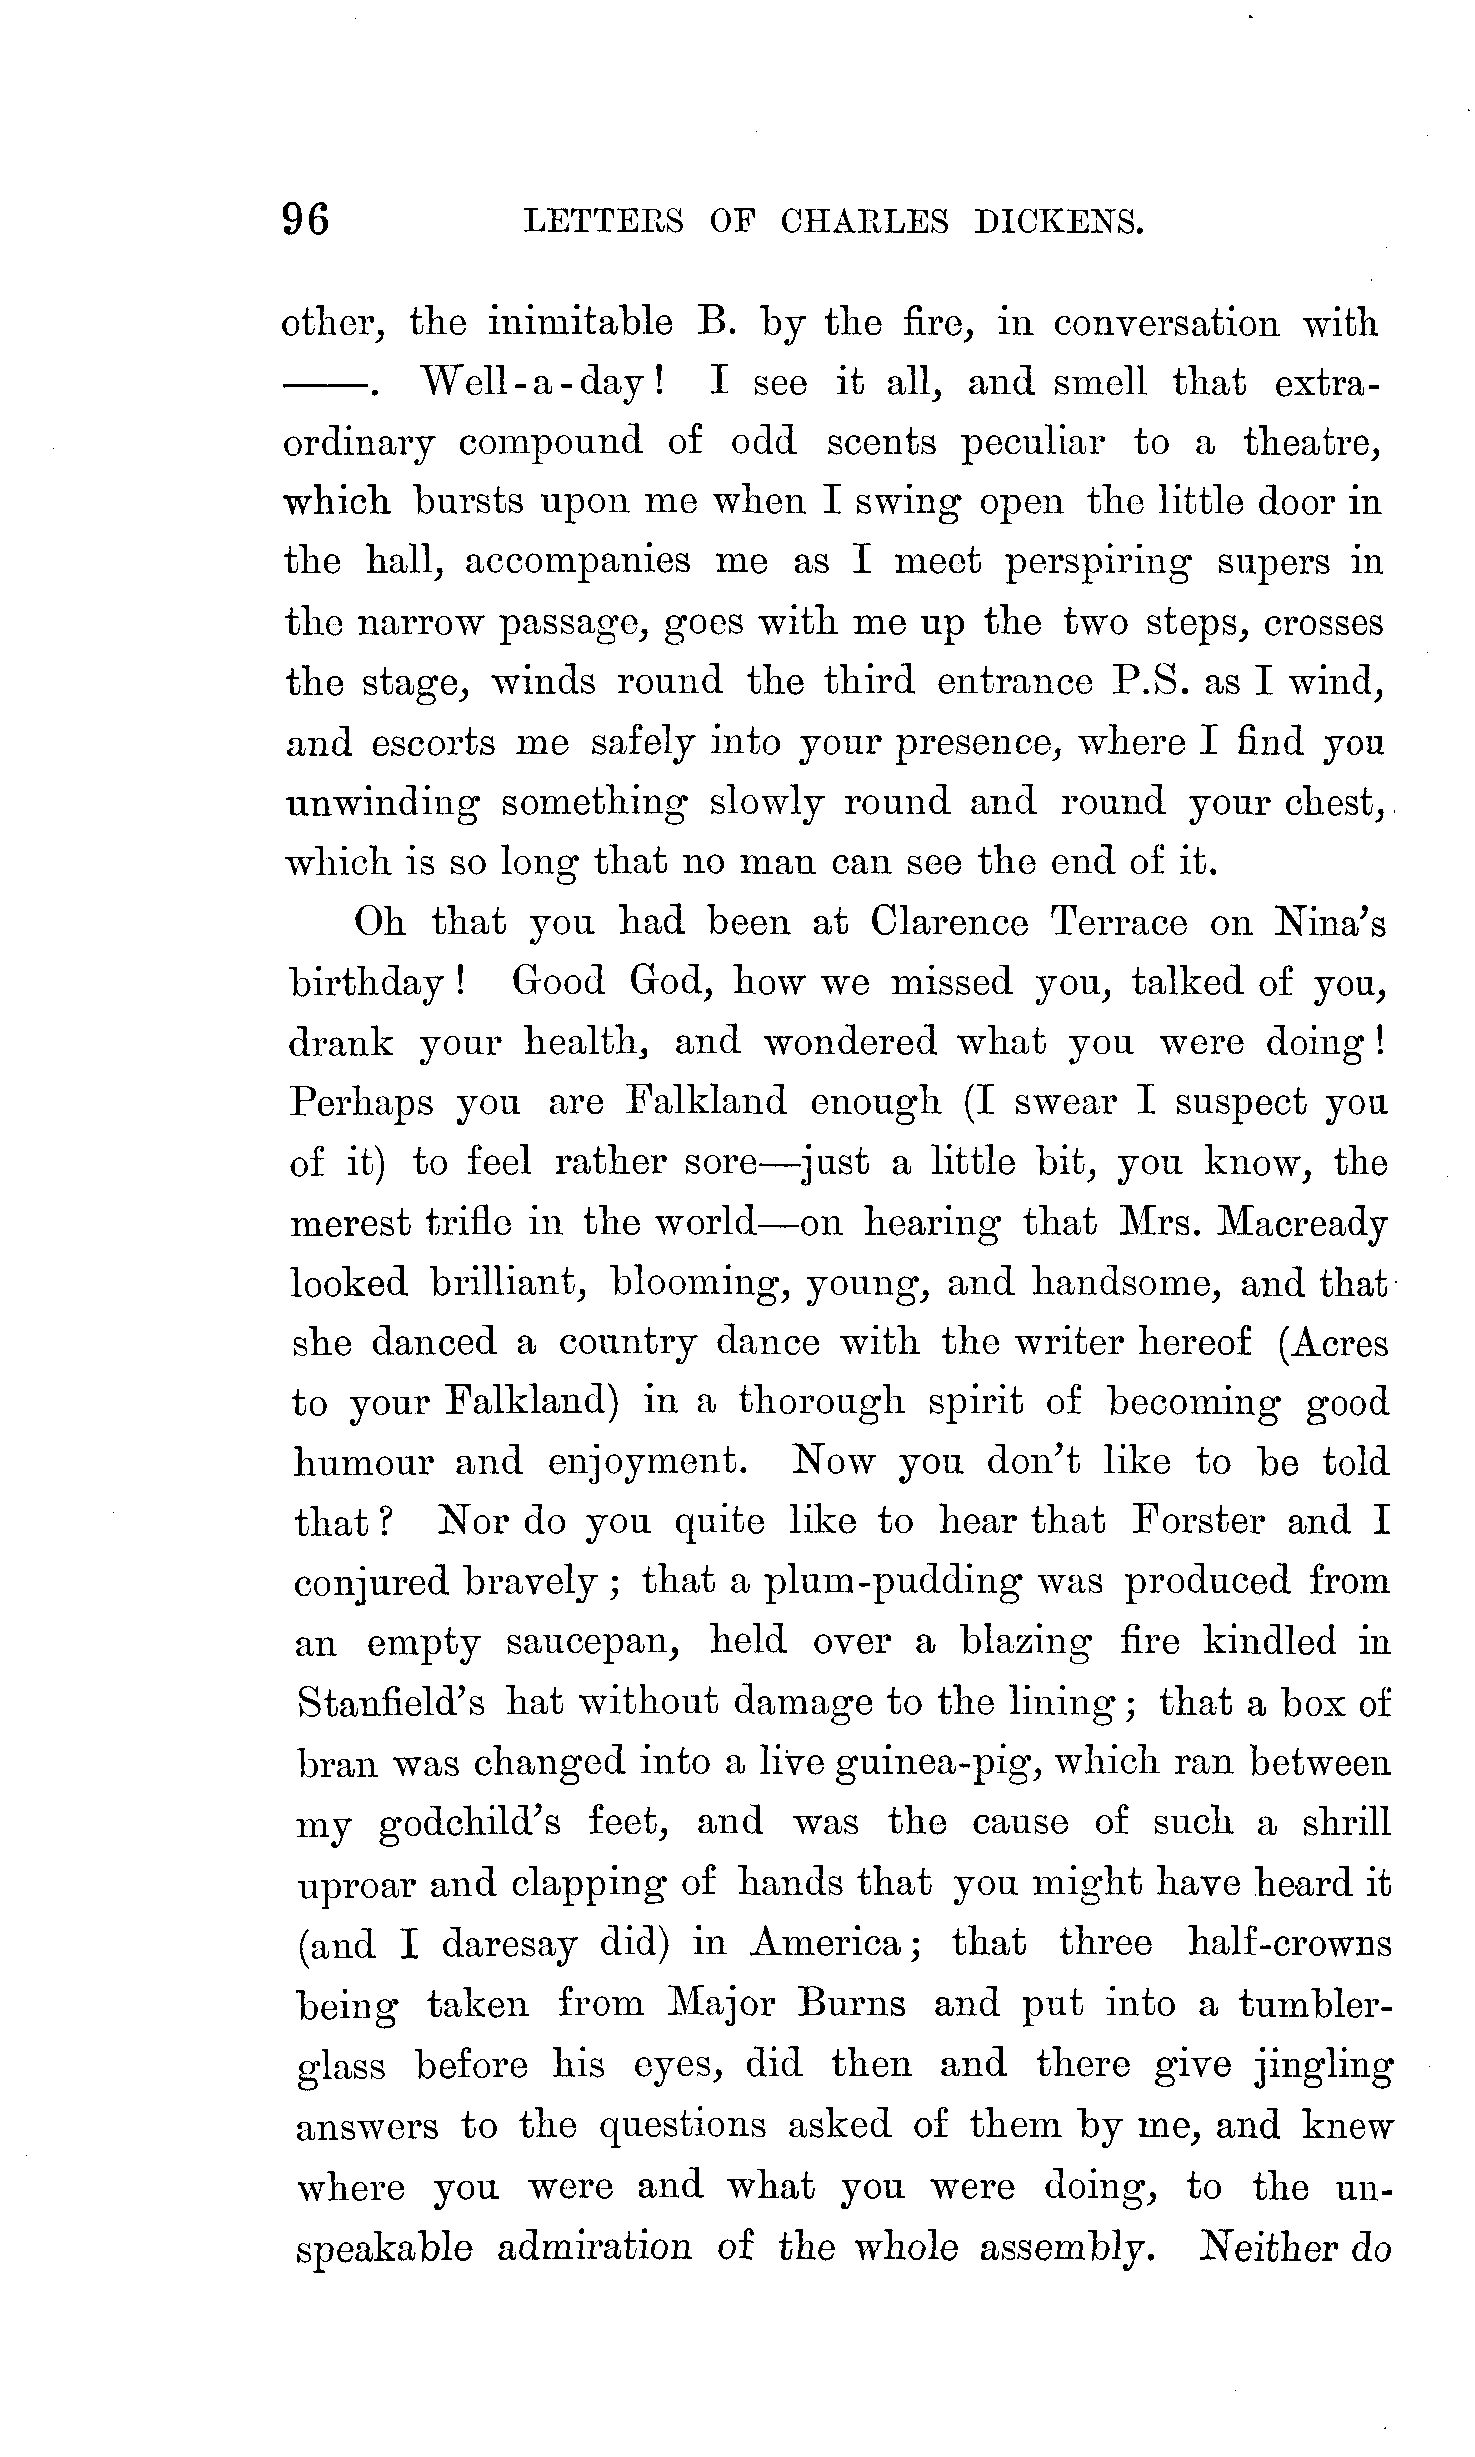 96 LETTERS OF CHARLES DICKENS.
other, the inimitable B. by the fire, in conversation with
——. Well-a-day! I see it all, and smell that extra-
ordinary compound of odd scents peculiar to a theatre,
which bursts upon me when I swing open the little door in
the hall, accompanies me as I meet perspiring supers in
the narrow passage, goes with me up the two steps, crosses
the stage, winds round the third entrance P.S. as I wind,
and escorts me safely into your presence, where I find you
unwinding something slowly round and round your chest,
which is so long that no man can see the end of it.
Oh that you had been at Clarence Terrace on Nina's
birthday! Good God, how we missed you, talked of you,
drank your health, and wondered what you were doing!
Perhaps you are Falkland enough (I swear I suspect you
of it) to feel rather sore—just a little bit, you know, the
merest trifle in the world—on hearing that Mrs. Macready
looked brilliant, blooming, young, and handsome, and that
she danced a country dance with the writer hereof (Acres
to your Falkland) in a thorough spirit of becoming good
humour and enjoyment. Now you don't like to be told
that? Nor do you quite like to hear that Forster and I
conjured bravely; that a plum-pudding was produced from
an empty saucepan, held over a blazing fire kindled in
Stanfield's hat without damage to the lining; that a box of
bran was changed into a live guinea-pig, which ran between
my godchild's feet, and was the cause of such a shrill
uproar and clapping of hands that you might have heard it
(and I daresay did) in America; that three half-crowns
being taken from Major Burns and put into a tumbler-
glass before his eyes, did then and there give jingling
answers to the questions asked of them by me, and knew
where you were and what you were doing, to the un-
speakable admiration of the whole assembly. Neither do